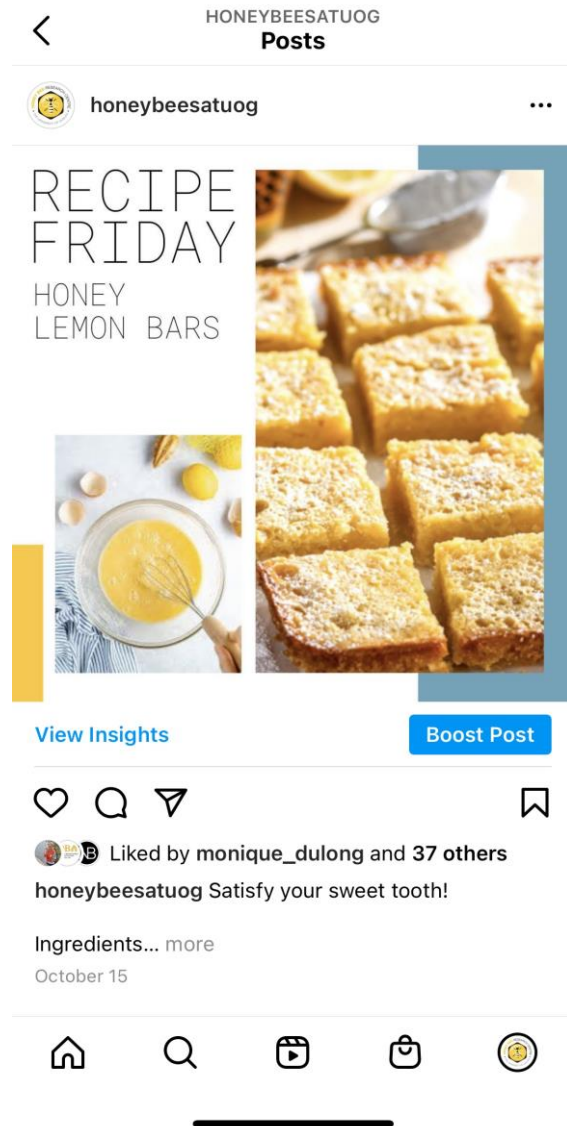 HONEYBEESATUOG
Posts
honeybeesatuog
RECIPE
FRIDAY
HONEY
LEMON BARS
View Insights
Boost Post
Liked by monique_dulong and 37 others
honeybeesatuog Satisfy your sweet tooth!
Ingredients... more
October 15